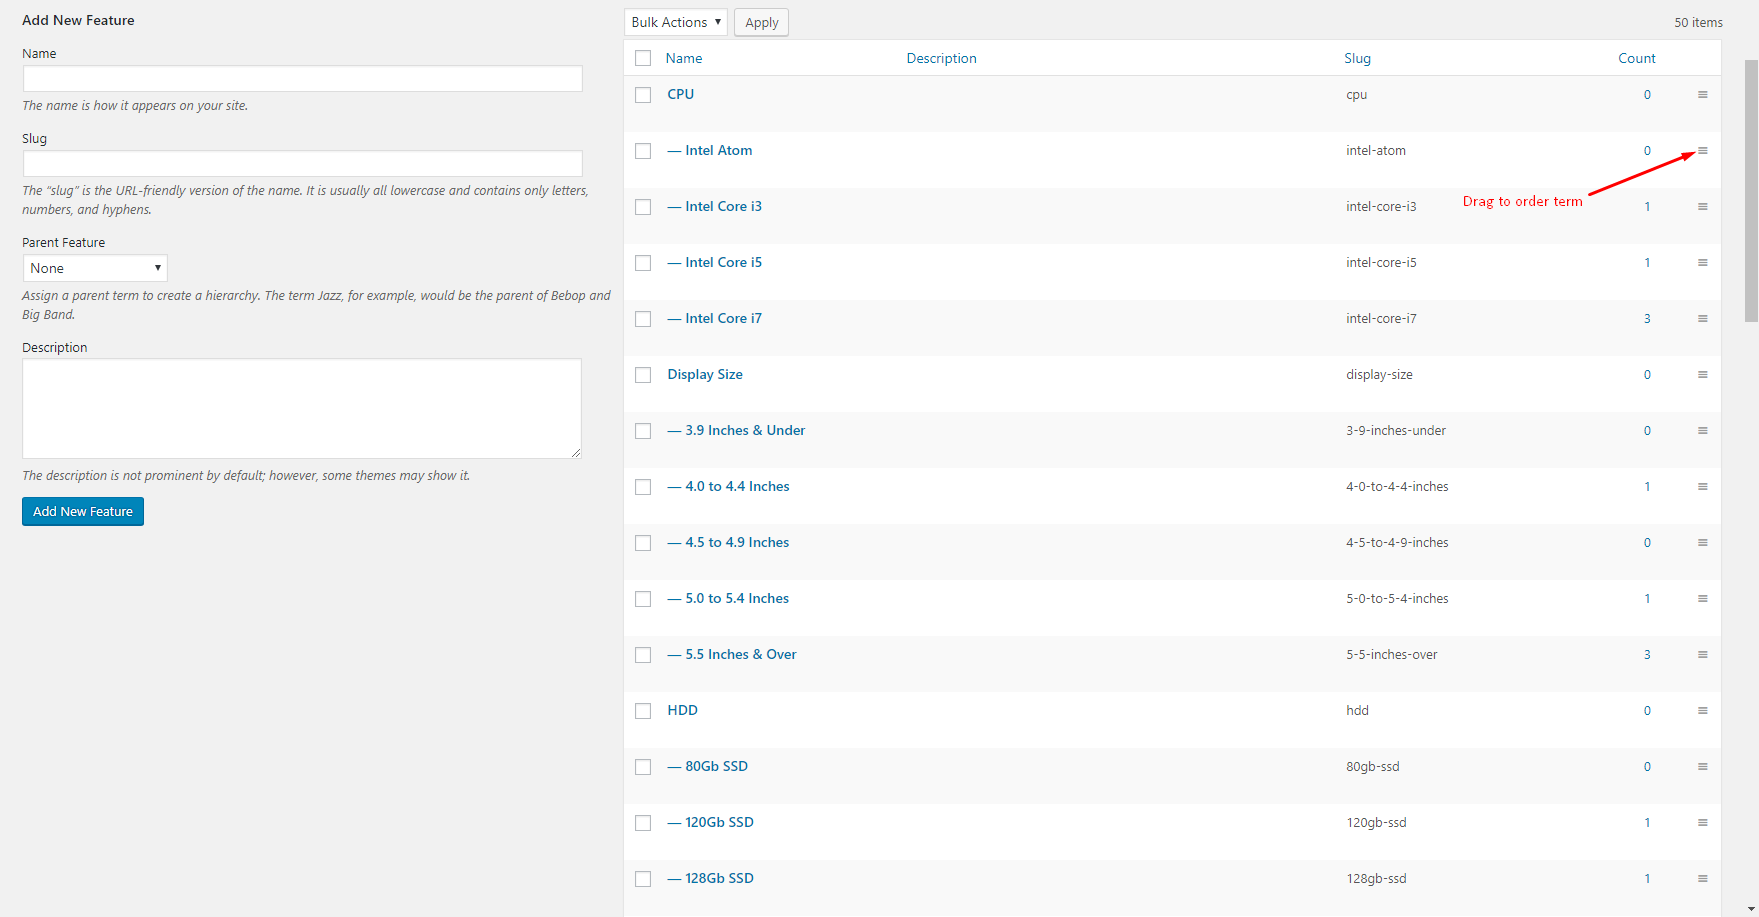 Add New Feature
Name
The name is how it appears on your site.
Slug
The “slug” is the URL-friendly version of the name. It is usually all lowercase and contains only letters,
numbers, and hyphens.
Parent Feature
None
Assign a parent term to create a hierarchy. The term Jazz, for example, would be the parent of Bebop and
Big Band.
Description
The description is not prominent by default; however, some themes may show it.
Add New Feature
Bulk Actions Apply 50 items
Name Description Slug Count
CPU cpu 0
— Intel Atom intel-atom 0
Drag to order term
— Intel Core i3 intel-core-i3 1
— Intel Core i5 intel-core-i5 1
— Intel Core i7 intel-core-i7 3
Display Size display-size 0
— 3.9 Inches & Under 3-9-inches-under 0
— 4.0 to 4.4 Inches 4-0-to-4-4-inches 1
— 4.5 to 4.9 Inches 4-5-to-4-9-inches 0
— 5.0 to 5.4 Inches 5-0-to-5-4-inches 1
— 5.5 Inches & Over 5-5-inches-over 3
HDD hdd 0
— 80Gb SSD 80gb-ssd 0
— 120Gb SSD 120gb-ssd 1
— 128Gb SSD 128gb-ssd 1